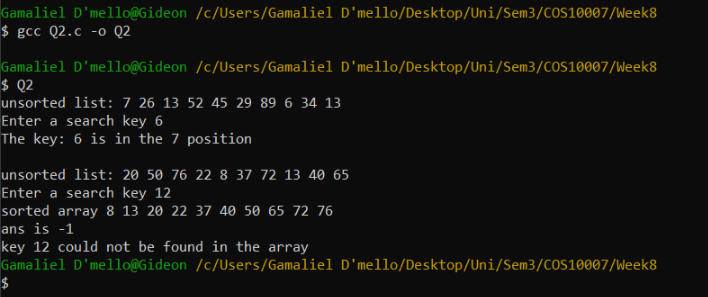 Gamaliel D'mello@Gideon /c/Users/Gamaliel D'mello/Desktop/Uni/Sem3/COS10007/Week8
$ gcc Q2.c -o Q2
Gamaliel D'mello@Gideon /c/Users/Gamaliel D'mello/Desktop/Uni/Sem3/COS10007/Week8
$ Q2
unsorted list: 7 26 13 52 45 29 89 6 34 13
Enter a search key 6
The key: 6 is in the 7 position
unsorted list: 20 50 76 22 8 37 72 13 40 65
Enter a search key 12
sorted array 8 13 20 22 37 40 50 65 72 76
ans is -1
key 12 could not be found in the array
Gamaliel D'mello@Gideon /c/Users/Gamaliel D'mello/Desktop/Uni/Sem3/COS10007/Week8
$